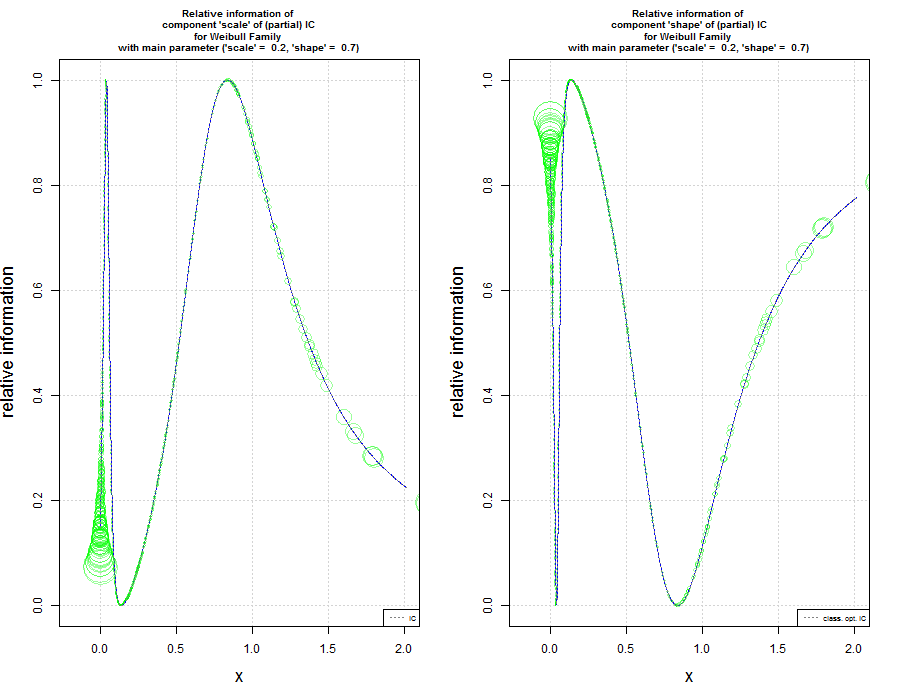 Relative information of
component 'scale' of (partial) IC
for Weibull Family
with main parameter ('scale' = 0.2, 'shape' = 0.7)
relative information
1.0
0.8
0.6
0.4
0.2
0.0
IC
0.0 0.5 1.0 1.5 2.0
x
Relative information of
component 'shape' of (partial) IC
for Weibull Family
with main parameter ('scale' = 0.2, 'shape' = 0.7)
relative information
1.0
0.8
0.6
0.4
0.2
0.0
class. opt. IC
0.0 0.5 1.0 1.5 2.0
x